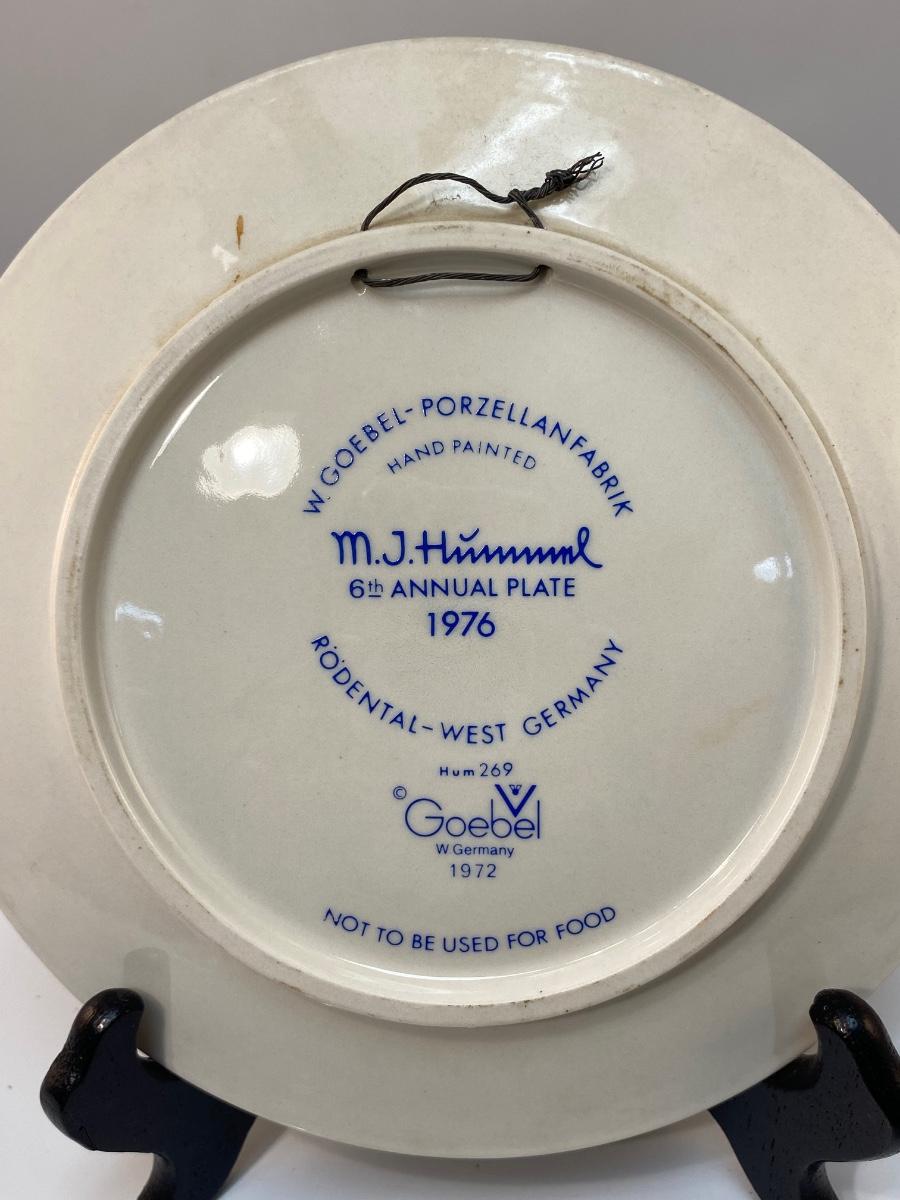 W. GOEBEL-PORZELLANFABRIK
HAND PAINTED
M.J.Hummel
6th ANNUAL PLATE
1976
RÖDENTAL-WEST GERMANY
Hum 269
© Goebel
W Germany
1972
NOT TO BE USED FOR FOOD